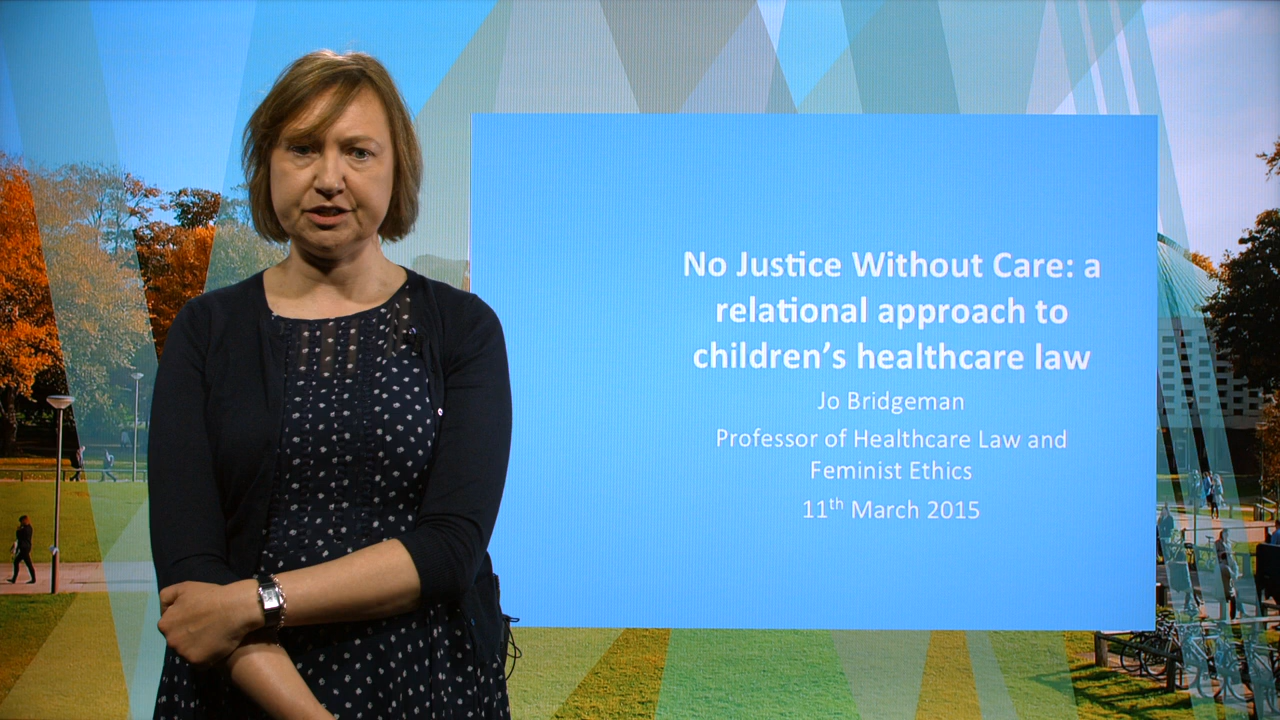 No Justice Without Care: a
relational approach to
children's healthcare law
Jo Bridgeman
Professor of Healthcare Law and
Feminist Ethics
11th March 2015